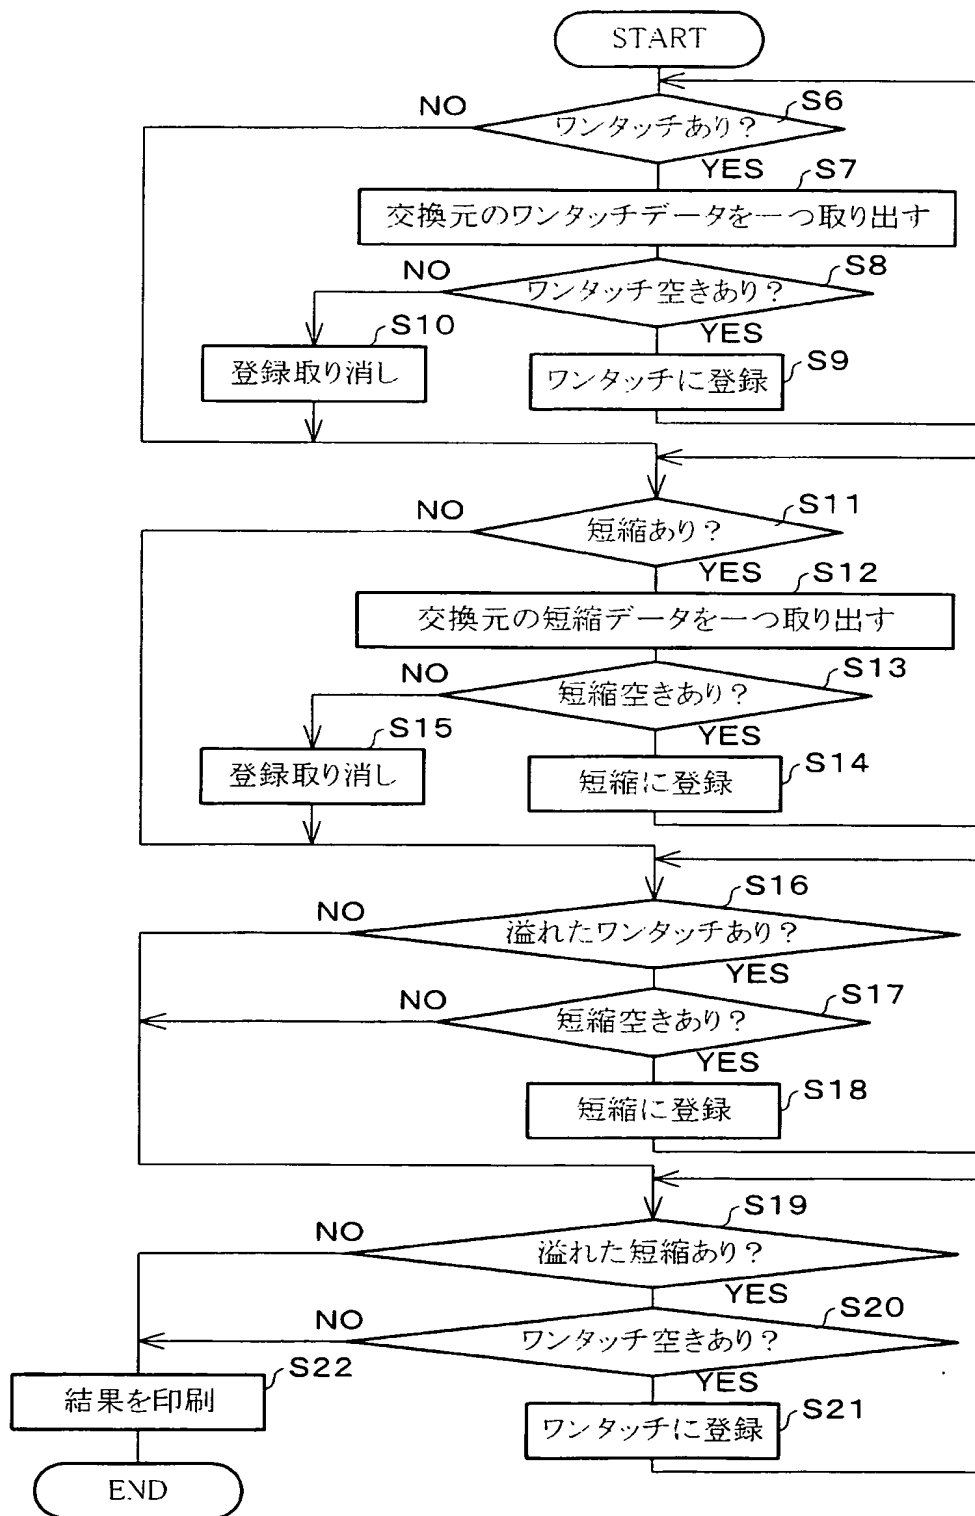 START
S6
NO
ワンタッチあり？
YES
S7
交換元のワンタッチデータを一つ取り出す
NO
S8
ワンタッチ空きあり？
S10
YES
S9
登録取り消し
ワンタッチに登録
NO
S11
短縮あり？
YES
S12
交換元の短縮データを一つ取り出す
NO
S13
短縮空きあり？
S15
YES
S14
登録取り消し
短縮に登録
S16
NO
溢れたワンタッチあり？
YES
NO
S17
短縮空きあり？
YES
S18
短縮に登録
S19
NO
溢れた短縮あり？
YES
S20
NO
ワンタッチ空きあり？
S22
YES
S21
結果を印刷
ワンタッチに登録
END